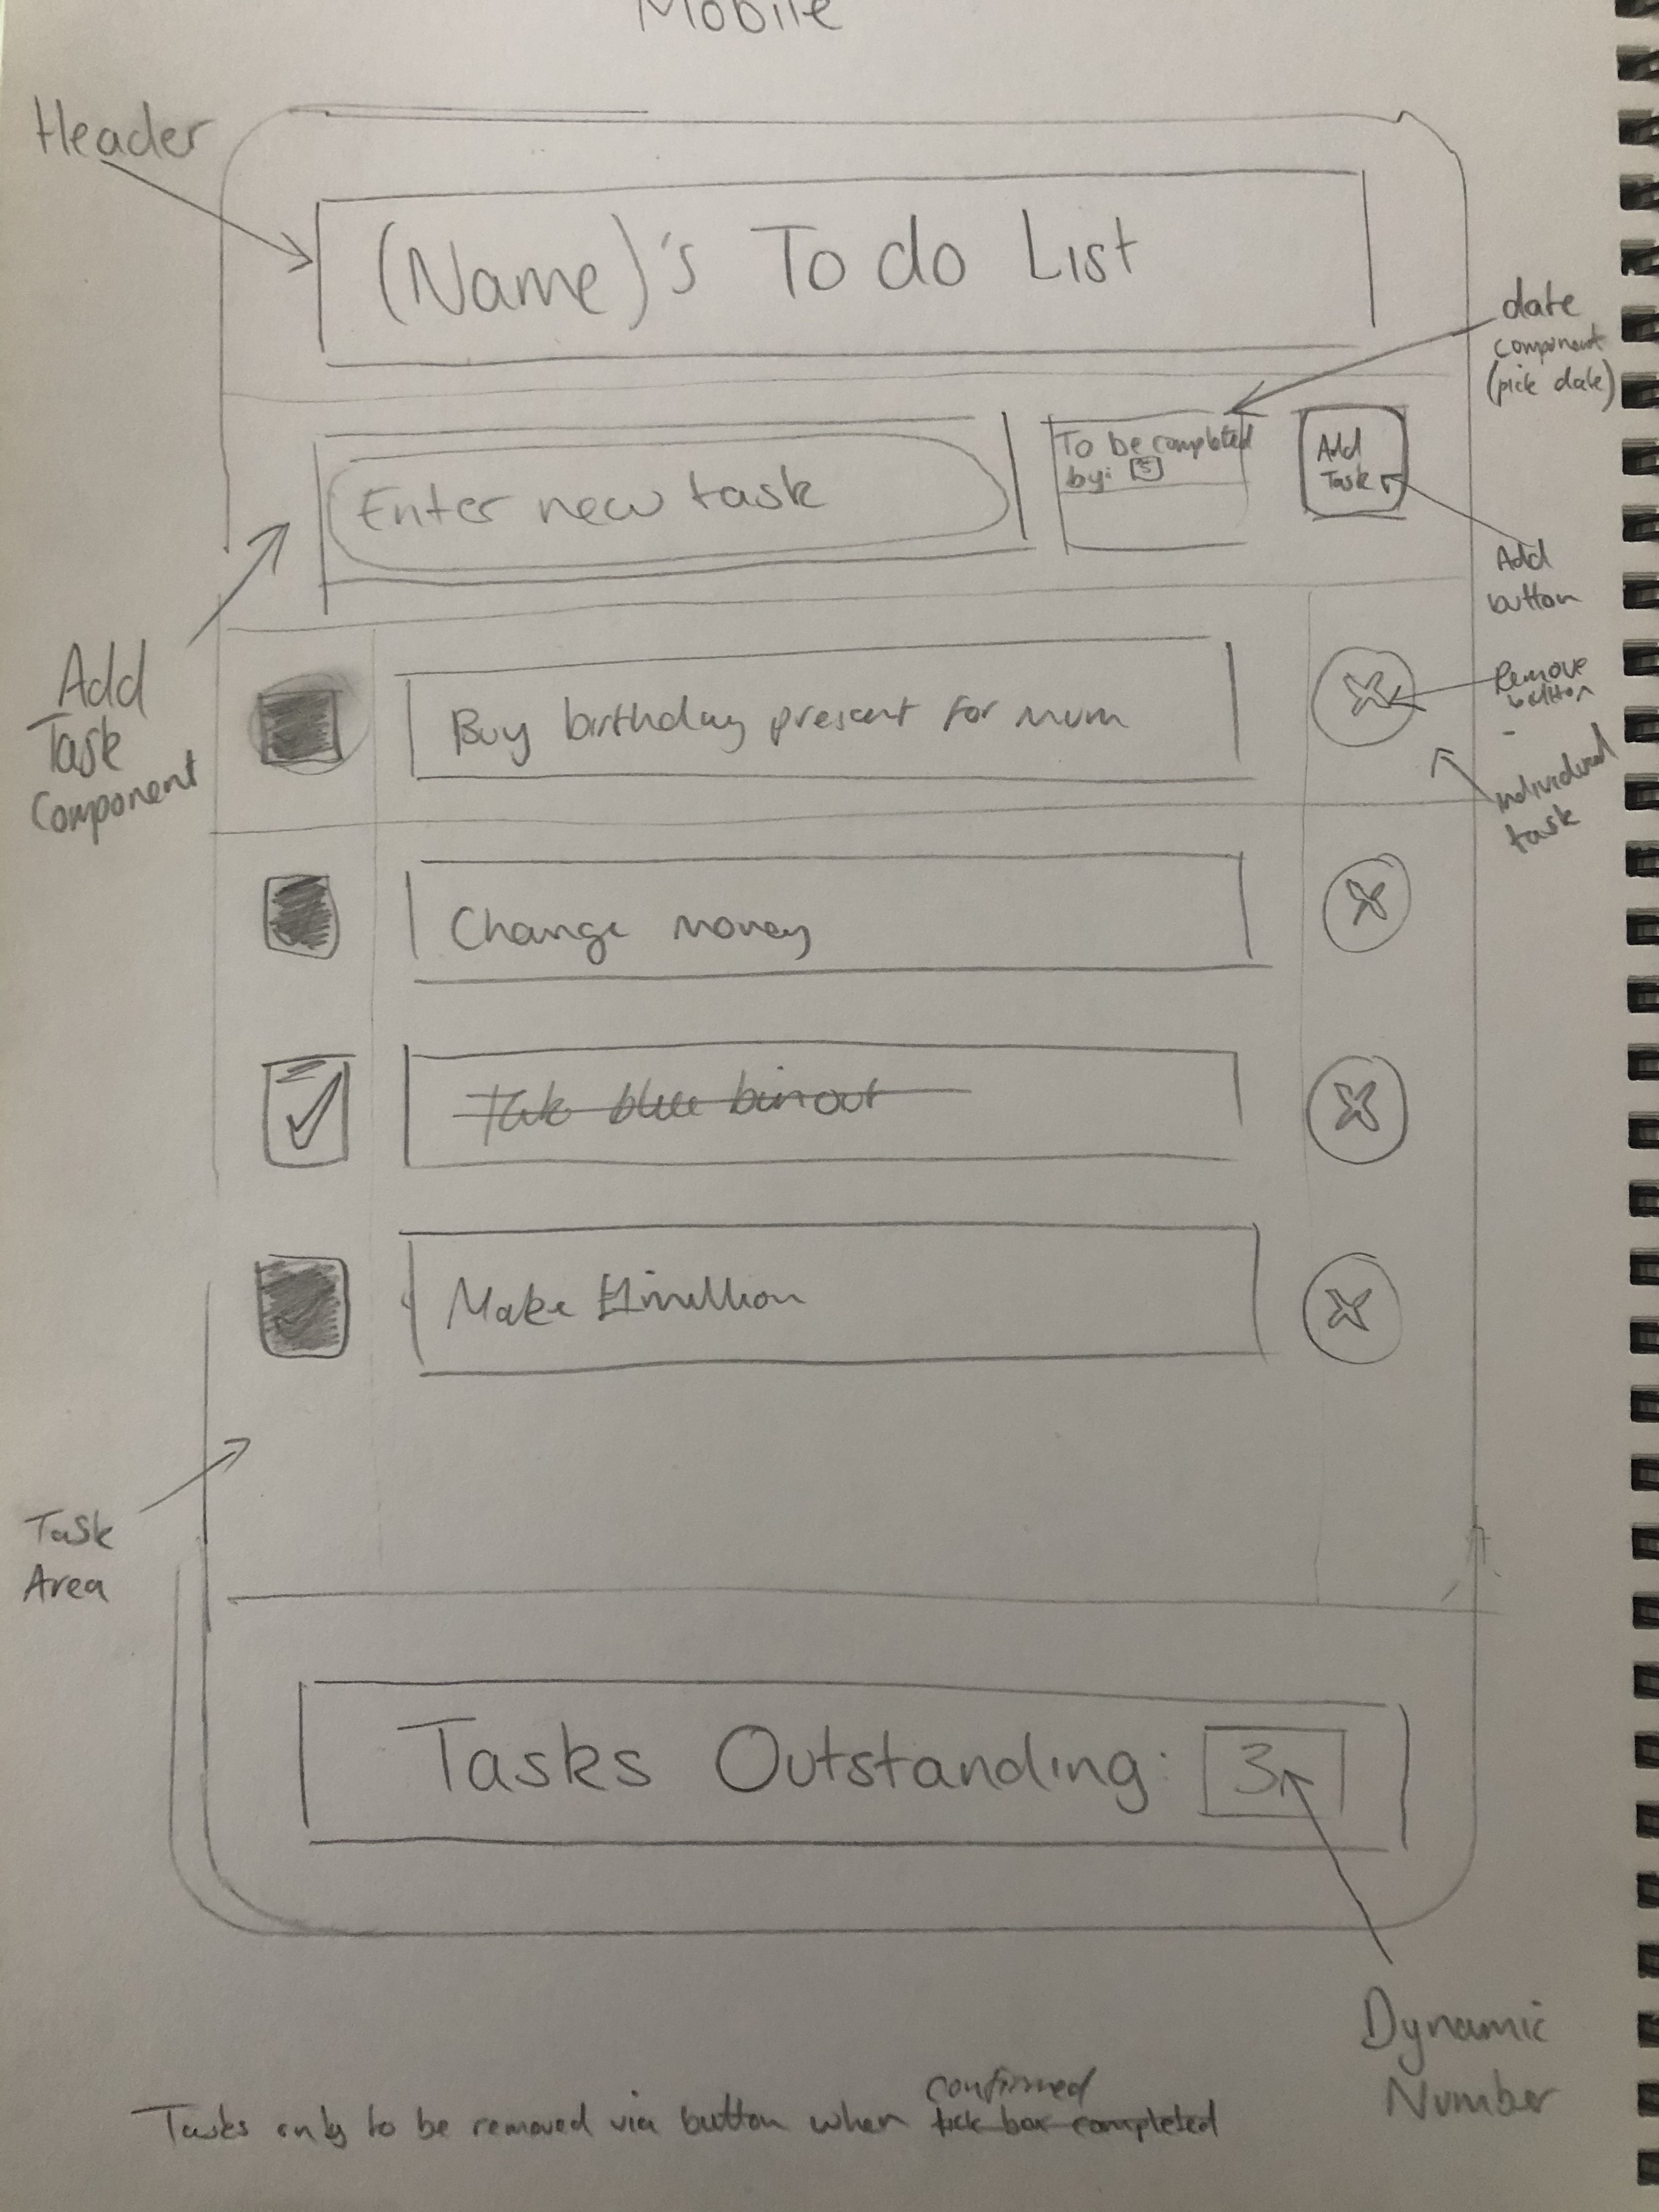 Mobile
Header
(Name)'s To do List
date
component
(pick date)
Enter new task
To be completed
by: 5
Add
Task
Add
button
Add
Task
Component
Buy birthday present for mum
Remove
button
individual
task
Change money
Take blue bin out
Make £1million
Task
Area
Tasks Outstanding: 3
Dynamic
Number
confirmed
Tasks only to be removed via button when tick box completed